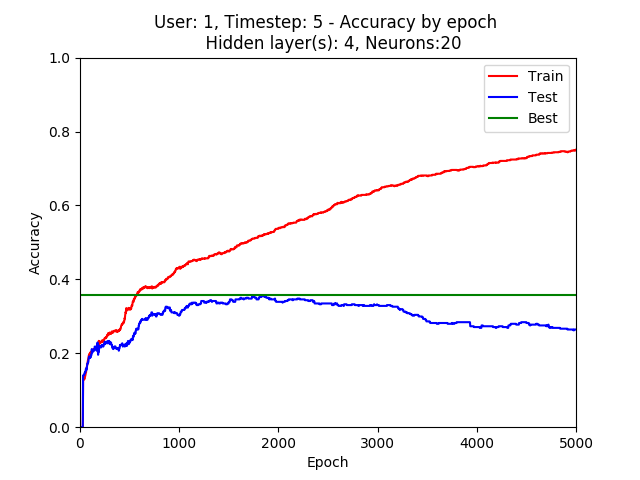 User: 1, Timestep: 5 - Accuracy by epoch
Hidden layer(s): 4, Neurons:20
1.0
0.8
0.6
0.4
0.2
0.0
Accuracy
Train
Test
Best
0 1000 2000 3000 4000 5000
Epoch